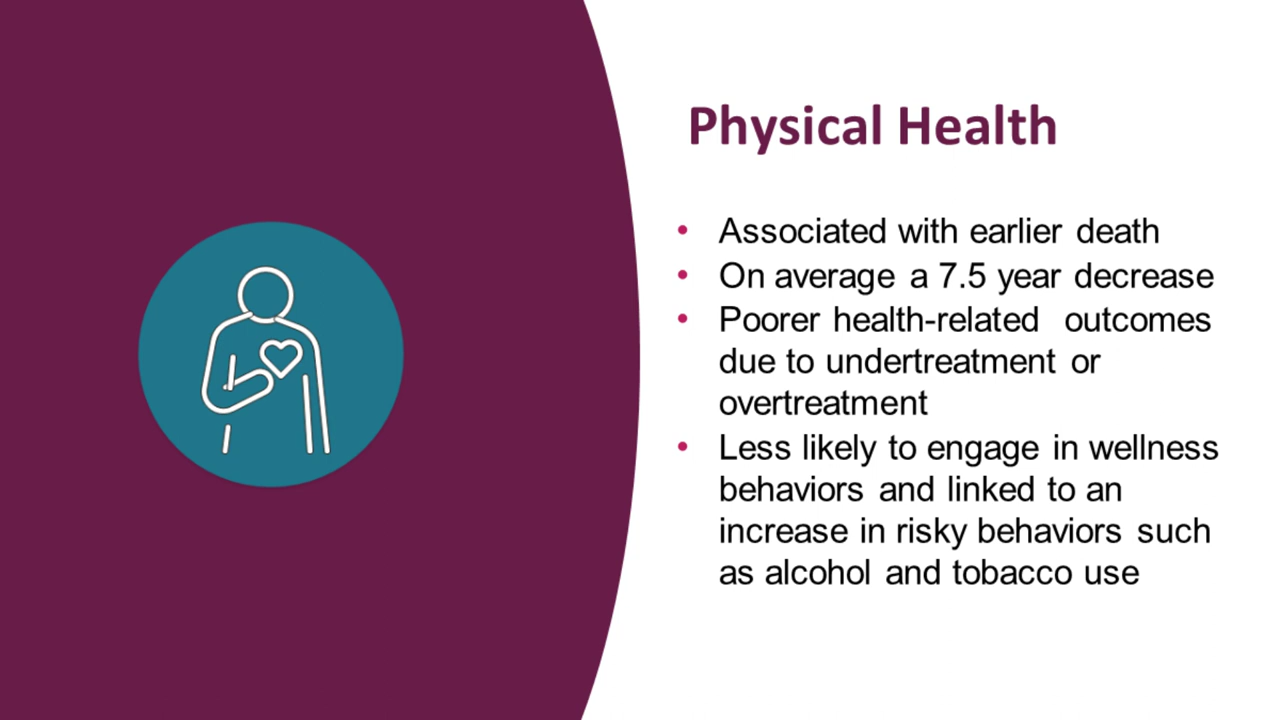 Physical Health
• Associated with earlier death
• On average a 7.5 year decrease
• Poorer health-related outcomes
due to undertreatment or
overtreatment
• Less likely to engage in wellness
behaviors and linked to an
increase in risky behaviors such
as alcohol and tobacco use